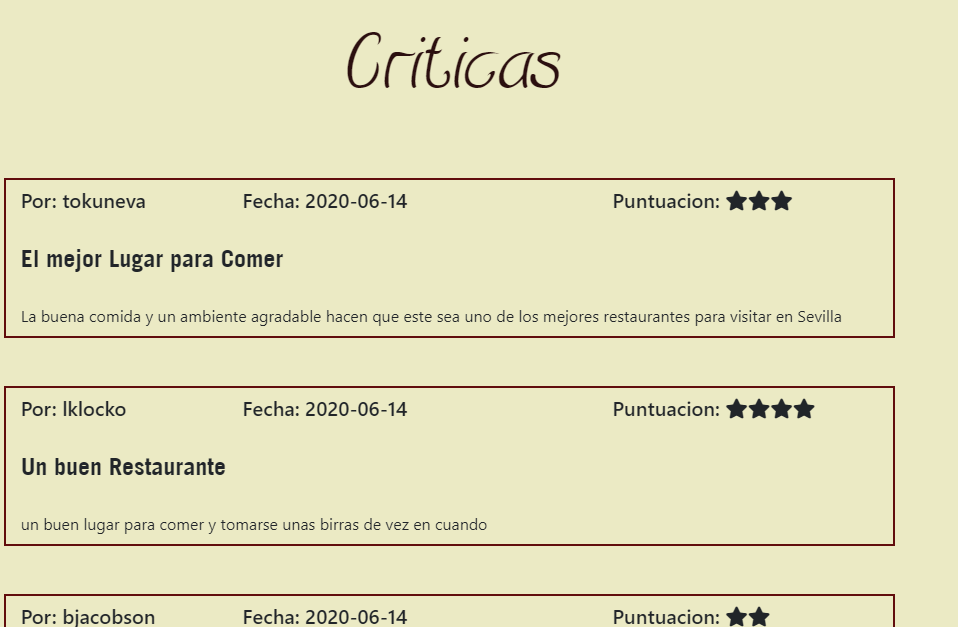 Criticas
Por: tokuneva Fecha: 2020-06-14 Puntuacion:
El mejor Lugar para Comer
La buena comida y un ambiente agradable hacen que este sea uno de los mejores restaurantes para visitar en Sevilla
Por: lklocko Fecha: 2020-06-14 Puntuacion:
Un buen Restaurante
un buen lugar para comer y tomarse unas birras de vez en cuando
Por: bjacobson Fecha: 2020-06-14 Puntuacion: